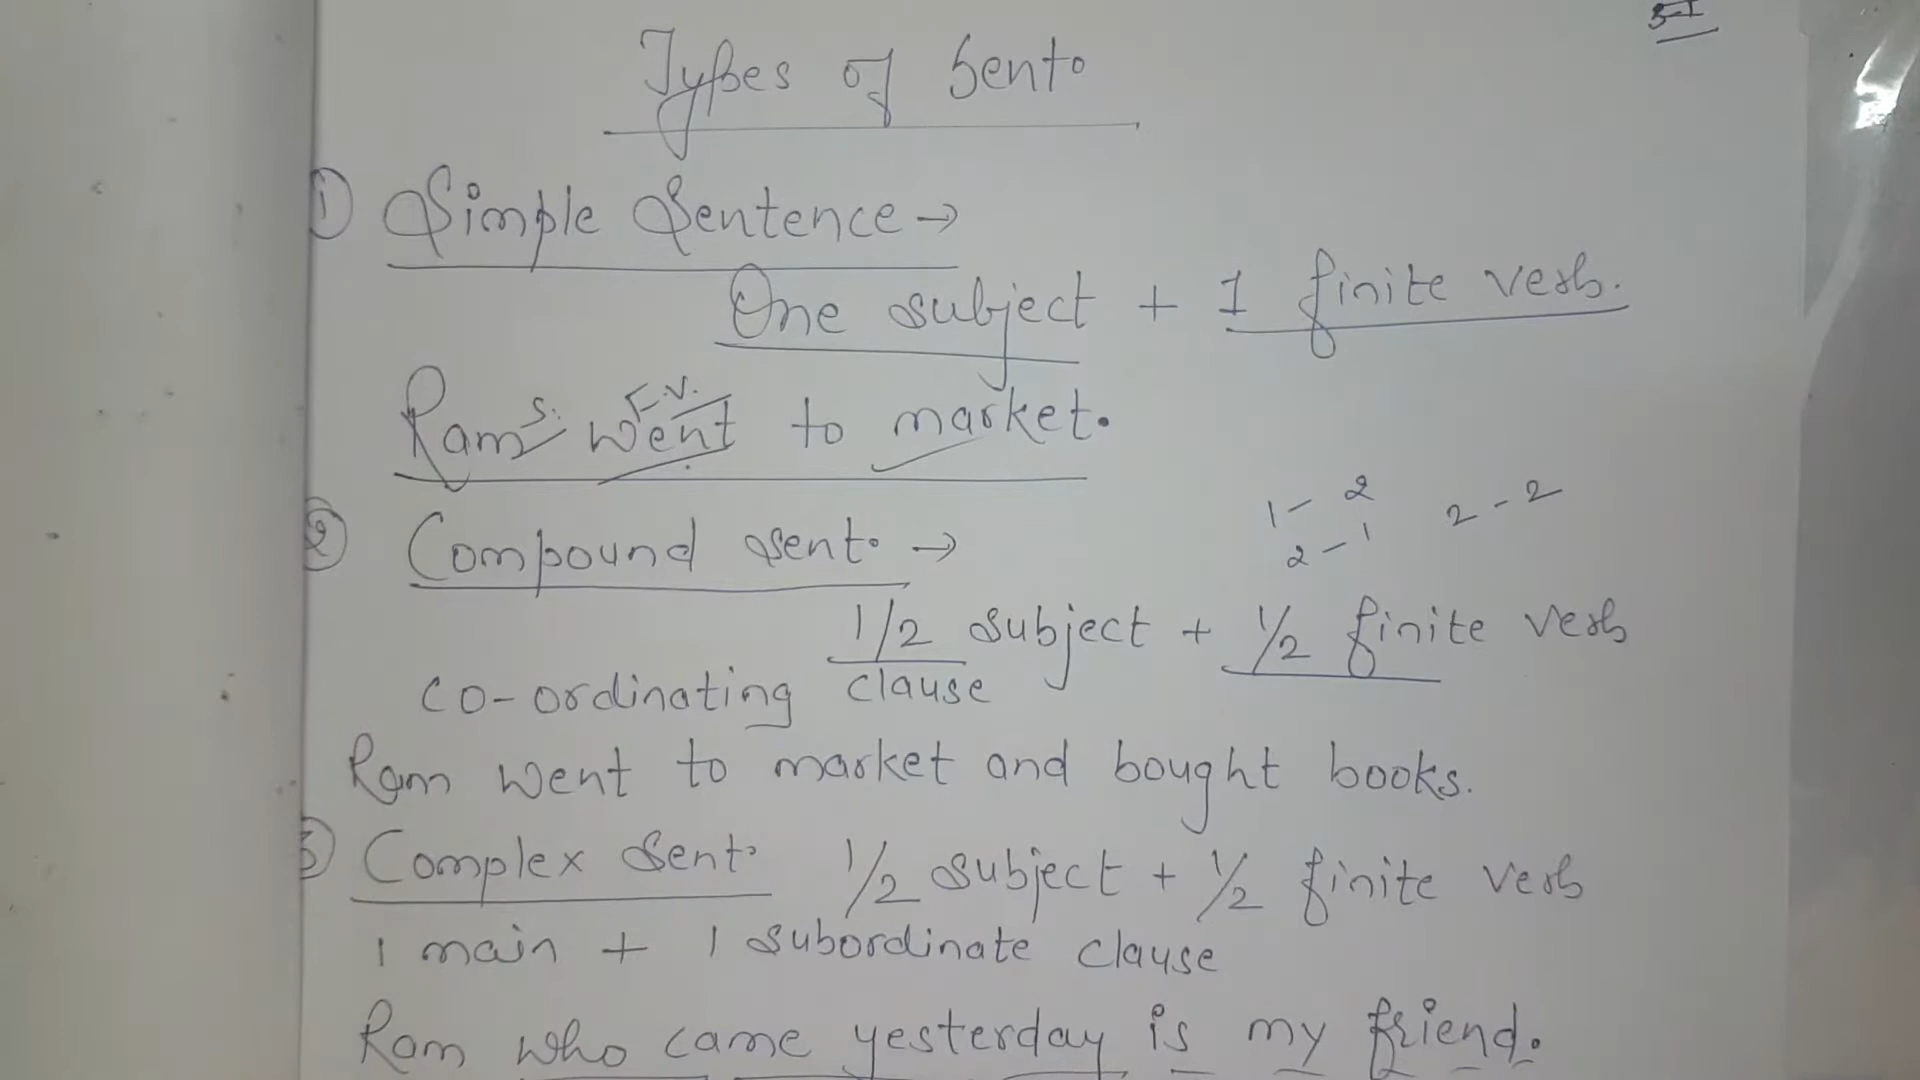 Types of Sent.
① Simple Sentence →
One subject + 1 finite verb.
S. F.V.
Ram went to market.
1 - 2 2 - 2
2 - 1
② Compound Sent. →
1/2 subject + 1/2 finite verb
co-ordinating clause
Ram went to market and bought books.
③ Complex Sent. 1/2 subject + 1/2 finite verb
1 main + 1 subordinate clause
Ram who came yesterday is my friend.